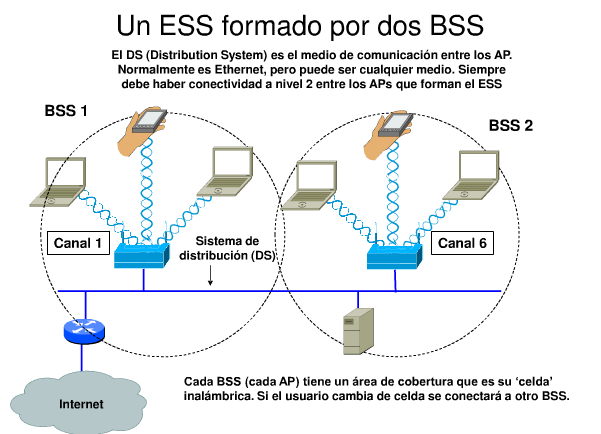 Un ESS formado por dos BSS
El DS (Distribution System) es el medio de comunicación entre los AP.
Normalmente es Ethernet, pero puede ser cualquier medio. Siempre
debe haber conectividad a nivel 2 entre los APs que forman el ESS
BSS 1
BSS 2
Canal 1
Sistema de
distribución (DS)
Canal 6
Internet
Cada BSS (cada AP) tiene un área de cobertura que es su ‘celda’
inalámbrica. Si el usuario cambia de celda se conectará a otro BSS.